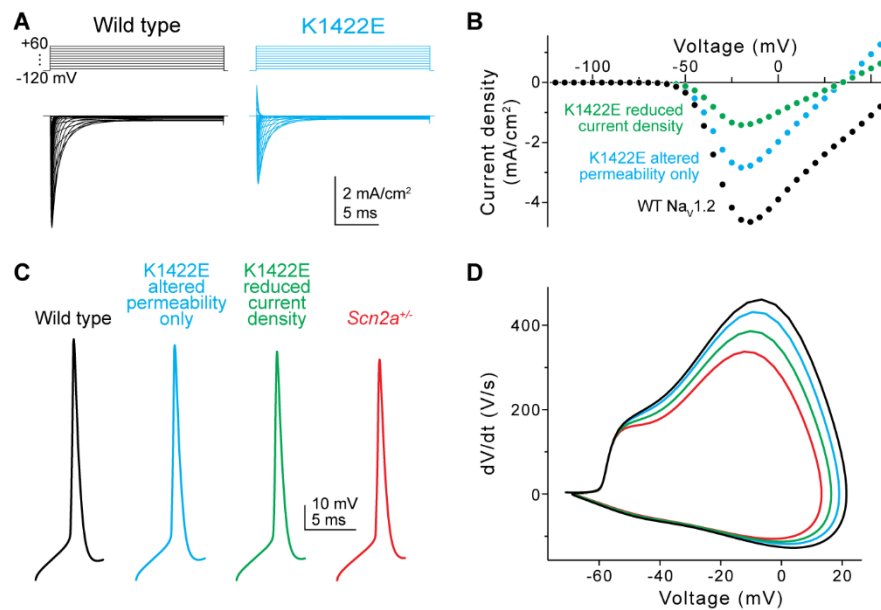 A
Wild type
K1422E
+60
⋮
-120 mV
2 mA/cm²
5 ms
B
Voltage (mV)
-100
-50
0
0
-2
-4
Current density
(mA/cm²)
K1422E reduced
current density
K1422E altered
permeability only
WT NaV1.2
C
Wild type
K1422E
altered
permeability
only
K1422E
reduced
current
density
Scn2a+/-
10 mV
5 ms
D
400
200
0
dV/dt (V/s)
-60
-40
-20
0
20
Voltage (mV)